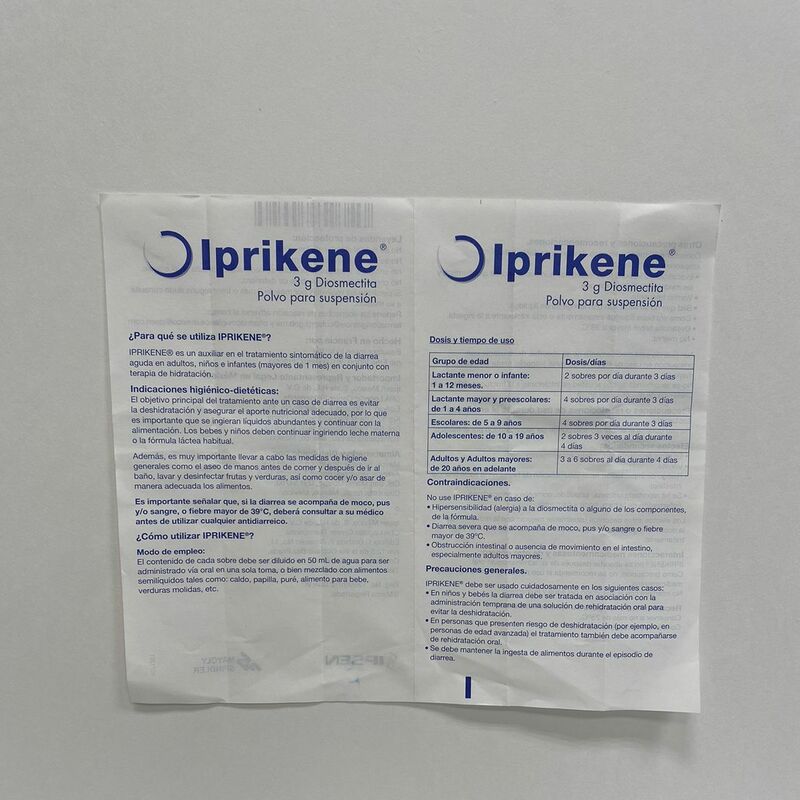 Iprikene®
3 g Diosmectita
Polvo para suspensión
¿Para qué se utiliza IPRIKENE®?
IPRIKENE® es un auxiliar en el tratamiento sintomático de la diarrea
aguda en adultos, niños e infantes (mayores de 1 mes) en conjunto con
terapia de hidratación.
Indicaciones higiénico-dietéticas:
El objetivo principal del tratamiento ante un caso de diarrea es evitar
la deshidratación y asegurar el aporte nutricional adecuado, por lo que
es importante que se ingieran líquidos abundantes y continuar con la
alimentación. Los bebes y niños deben continuar ingiriendo leche materna
o la fórmula láctea habitual.
Además, es muy importante llevar a cabo las medidas de higiene
generales como el aseo de manos antes de comer y después de ir al
baño, lavar y desinfectar frutas y verduras, así como cocer y/o asar de
manera adecuada los alimentos.
Es importante señalar que, si la diarrea se acompaña de moco, pus
y/o sangre, o fiebre mayor de 39°C, deberá consultar a su médico
antes de utilizar cualquier antidiarreico.
¿Cómo utilizar IPRIKENE®?
Modo de empleo:
El contenido de cada sobre debe ser diluido en 50 mL de agua para ser
administrado vía oral en una sola toma, o bien mezclado con alimentos
semilíquidos tales como: caldo, papilla, puré, alimento para bebe,
verduras molidas, etc.
Iprikene®
3 g Diosmectita
Polvo para suspensión
Dosis y tiempo de uso
Grupo de edad Dosis/días
Lactante menor o infante: 2 sobres por día durante 3 días
1 a 12 meses.
Lactante mayor y preescolares: 4 sobres por día durante 3 días
de 1 a 4 años
Escolares: de 5 a 9 años 4 sobres por día durante 3 días
Adolescentes: de 10 a 19 años 2 sobres 3 veces al día durante
4 días
Adultos y Adultos mayores: 3 a 6 sobres al día durante 4 días
de 20 años en adelante
Contraindicaciones.
No use IPRIKENE® en caso de:
• Hipersensibilidad (alergia) a la diosmectita o alguno de los componentes,
de la fórmula.
• Diarrea severa que se acompaña de moco, pus y/o sangre o fiebre
mayor de 39°C.
• Obstrucción intestinal o ausencia de movimiento en el intestino,
especialmente adultos mayores.
Precauciones generales.
IPRIKENE® debe ser usado cuidadosamente en los siguientes casos:
• En niños y bebés la diarrea debe ser tratada en asociación con la
administración temprana de una solución de rehidratación oral para
evitar la deshidratación.
• En personas que presenten riesgo de deshidratación (por ejemplo, en
personas de edad avanzada) el tratamiento también debe acompañarse
de rehidratación oral.
• Se debe mantener la ingesta de alimentos durante el episodio de
diarrea.